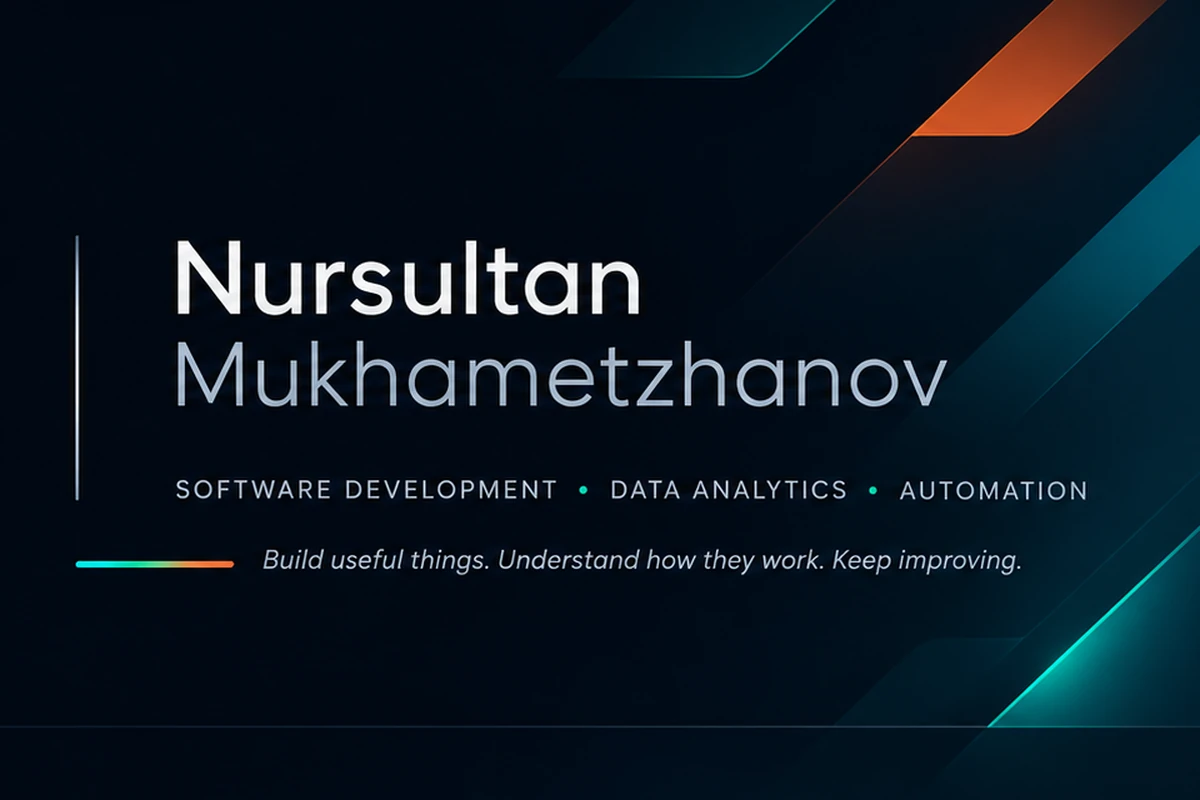 Nursultan
Mukhametzhanov
SOFTWARE DEVELOPMENT • DATA ANALYTICS • AUTOMATION
Build useful things. Understand how they work. Keep improving.